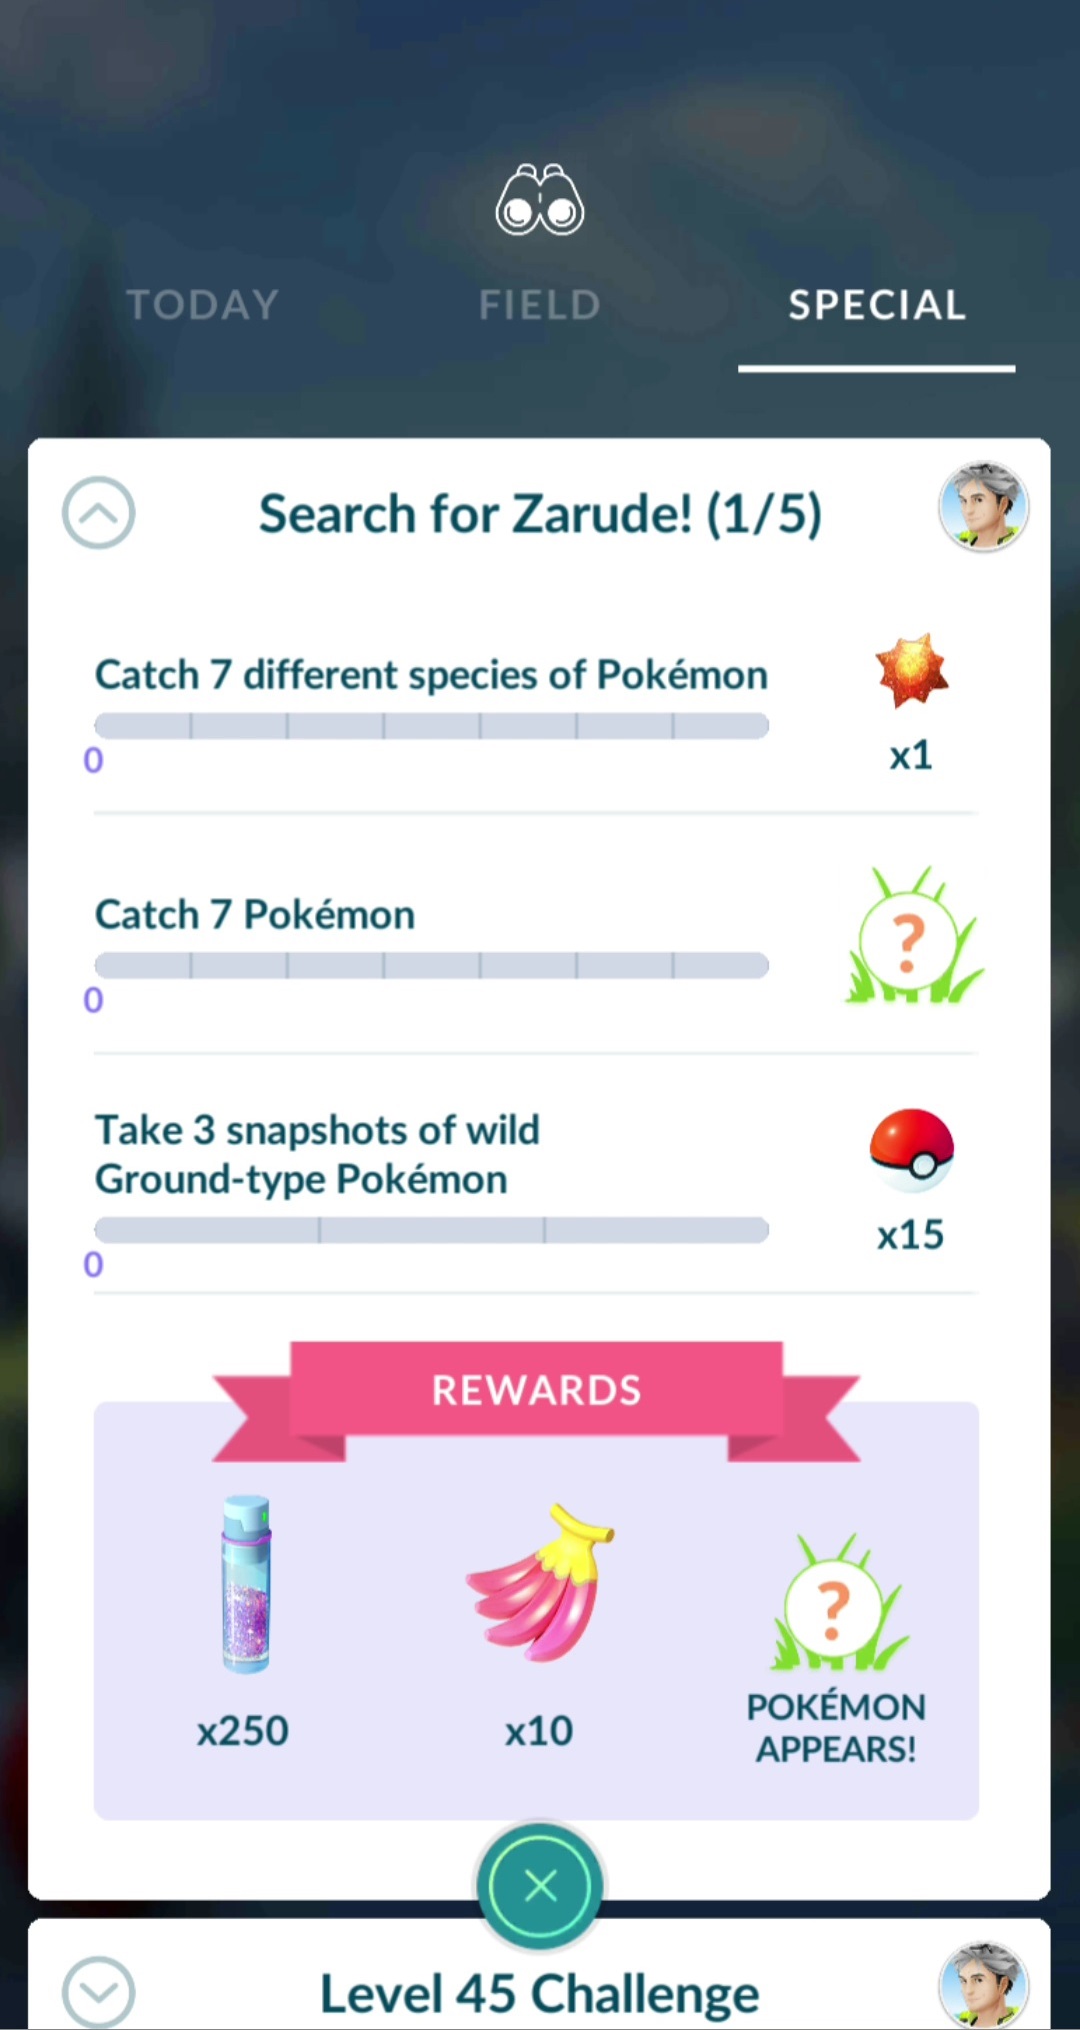 TODAY
FIELD
SPECIAL
Search for Zarude! (1/5)
Catch 7 different species of Pokémon
0
x1
Catch 7 Pokémon
0
?
Take 3 snapshots of wild
Ground-type Pokémon
0
x15
REWARDS
x250
x10
?
POKÉMON
APPEARS!
Level 45 Challenge